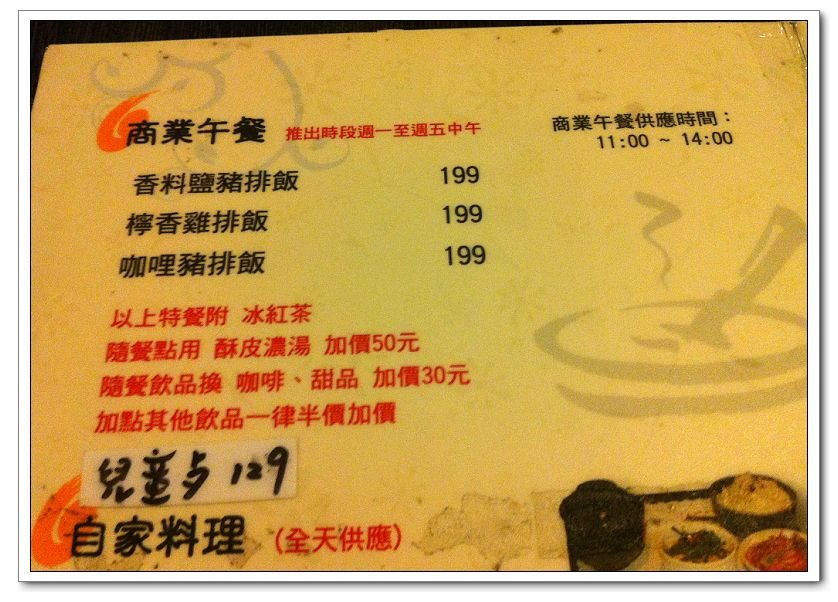 商業午餐 推出時段週一至週五中午
商業午餐供應時間：
11:00 ~ 14:00
香料鹽豬排飯 199
檸香雞排飯 199
咖哩豬排飯 199
以上特餐附 冰紅茶
隨餐點用 酥皮濃湯 加價50元
隨餐飲品換 咖啡、甜品 加價30元
加點其他飲品一律半價加價
兒童 129
自家料理 (全天供應)